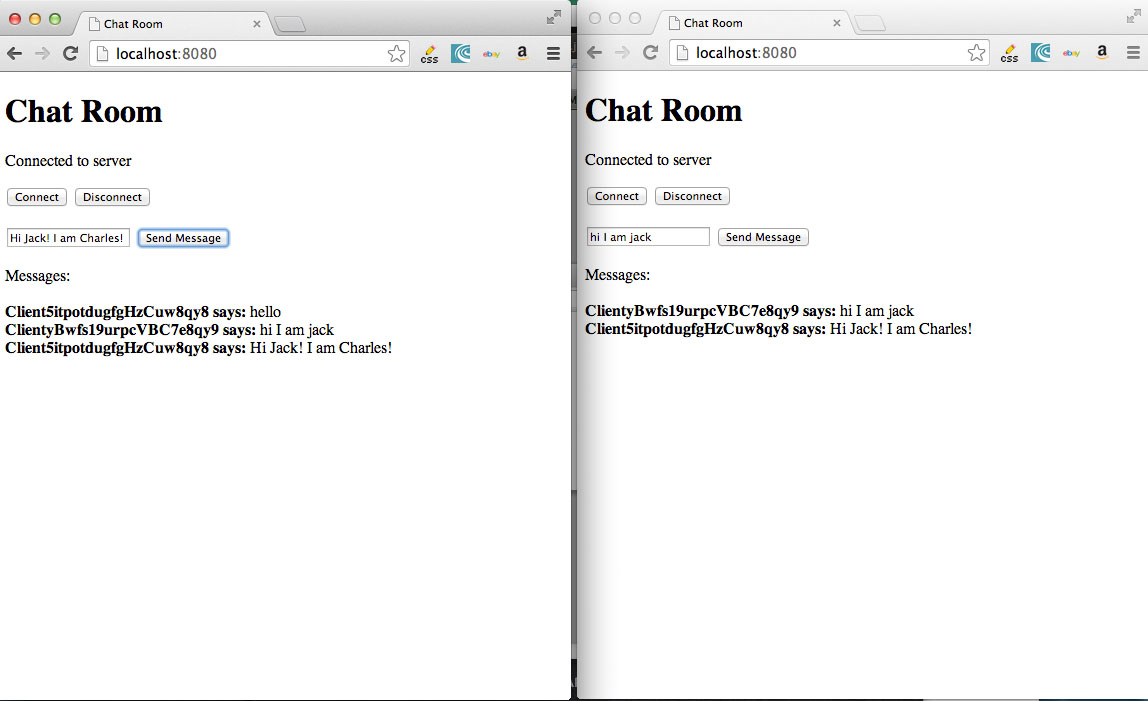 Chat Room
localhost:8080
css
ebay
a
Chat Room
Connected to server
Connect Disconnect
Hi Jack! I am Charles! Send Message
Messages:
Client5itpotdugfgHzCuw8qy8 says: hello
ClientyBwfs19urpcVBC7e8qy9 says: hi I am jack
Client5itpotdugfgHzCuw8qy8 says: Hi Jack! I am Charles!
Chat Room
localhost:8080
css
ebay
a
Chat Room
Connected to server
Connect Disconnect
hi I am jack Send Message
Messages:
ClientyBwfs19urpcVBC7e8qy9 says: hi I am jack
Client5itpotdugfgHzCuw8qy8 says: Hi Jack! I am Charles!